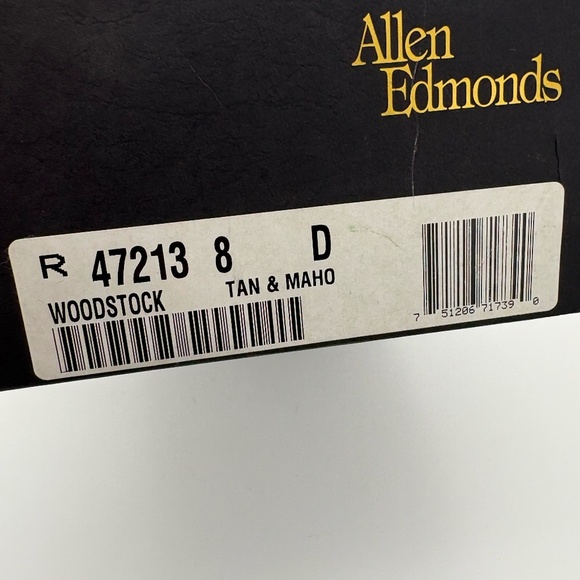 Allen
Edmonds
R 47213 8 D
WOODSTOCK TAN & MAHO
7 51206 71739 0